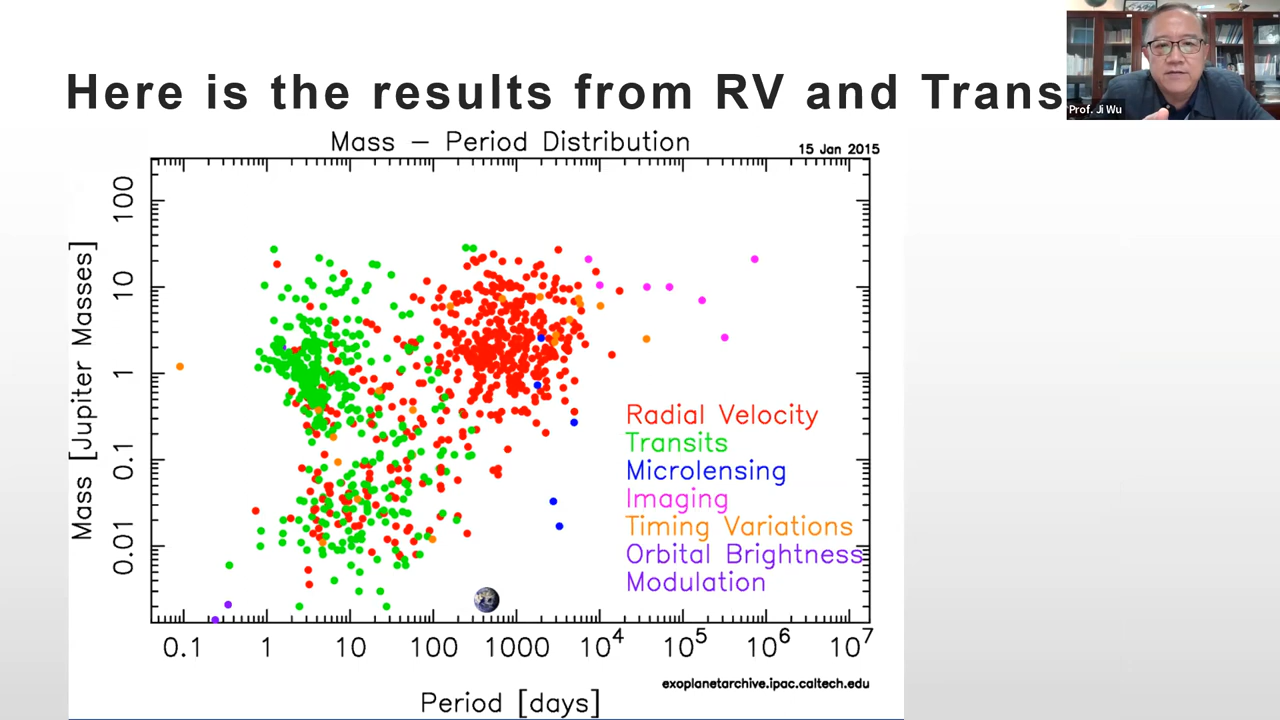 Here is the results from RV and Trans
Prof. Ji Wu
Mass – Period Distribution
15 Jan 2015
Mass [Jupiter Masses]
100
10
1
0.1
0.01
Radial Velocity
Transits
Microlensing
Imaging
Timing Variations
Orbital Brightness
Modulation
0.1 1 10 100 1000 10⁴ 10⁵ 10⁶ 10⁷
exoplanetarchive.ipac.caltech.edu
Period [days]